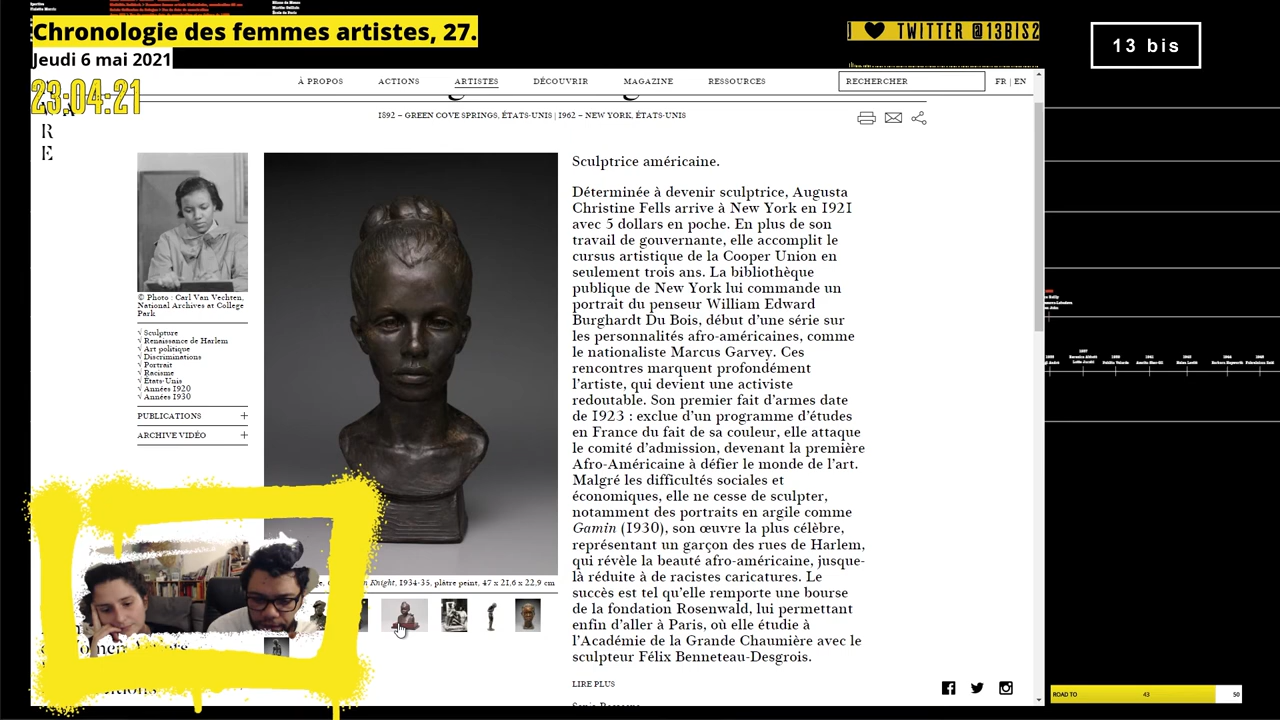 Chronologie des femmes artistes, 27.
Jeudi 6 mai 2021
23:04:21
TWITTER @13BIS2
13 bis
À PROPOS
ACTIONS
ARTISTES
DÉCOUVRIR
MAGAZINE
RESSOURCES
RECHERCHER
FR | EN
A
R
E
1892 – GREEN COVE SPRINGS, ÉTATS-UNIS | 1962 – NEW YORK, ÉTATS-UNIS
© Photo : Carl Van Vechten,
National Archives at College
Park
√ Sculpture
√ Renaissance de Harlem
√ Art politique
√ Discriminations
√ Portrait
√ Racisme
√ États-Unis
√ Années 1920
√ Années 1930
PUBLICATIONS +
ARCHIVE VIDÉO +
Knight, 1934-35, plâtre peint, 47 x 21,6 x 22,9 cm
Sculptrice américaine.
Déterminée à devenir sculptrice, Augusta
Christine Fells arrive à New York en 1921
avec 5 dollars en poche. En plus de son
travail de gouvernante, elle accomplit le
cursus artistique de la Cooper Union en
seulement trois ans. La bibliothèque
publique de New York lui commande un
portrait du penseur William Edward
Burghardt Du Bois, début d’une série sur
les personnalités afro-américaines, comme
le nationaliste Marcus Garvey. Ces
rencontres marquent profondément
l’artiste, qui devient une activiste
redoutable. Son premier fait d’armes date
de 1923 : exclue d’un programme d’études
en France du fait de sa couleur, elle attaque
le comité d’admission, devenant la première
Afro-Américaine à défier le monde de l’art.
Malgré les difficultés sociales et
économiques, elle ne cesse de sculpter,
notamment des portraits en argile comme
Gamin (1930), son œuvre la plus célèbre,
représentant un garçon des rues de Harlem,
qui révèle la beauté afro-américaine, jusque-
là réduite à de racistes caricatures. Le
succès est tel qu’elle remporte une bourse
de la fondation Rosenwald, lui permettant
enfin d’aller à Paris, où elle étudie à
l’Académie de la Grande Chaumière avec le
sculpteur Félix Benneteau-Desgrois.
LIRE PLUS
ROAD TO 43 50